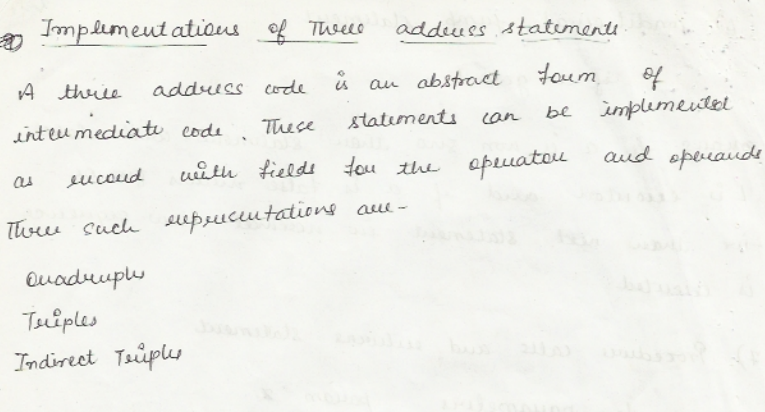 Implementations of Three address statements
A three address code is an abstract form of
intermediate code. These statements can be implemented
as record with fields for the operator and operands
Three such representations are-
Quadruples
Triples
Indirect Triples